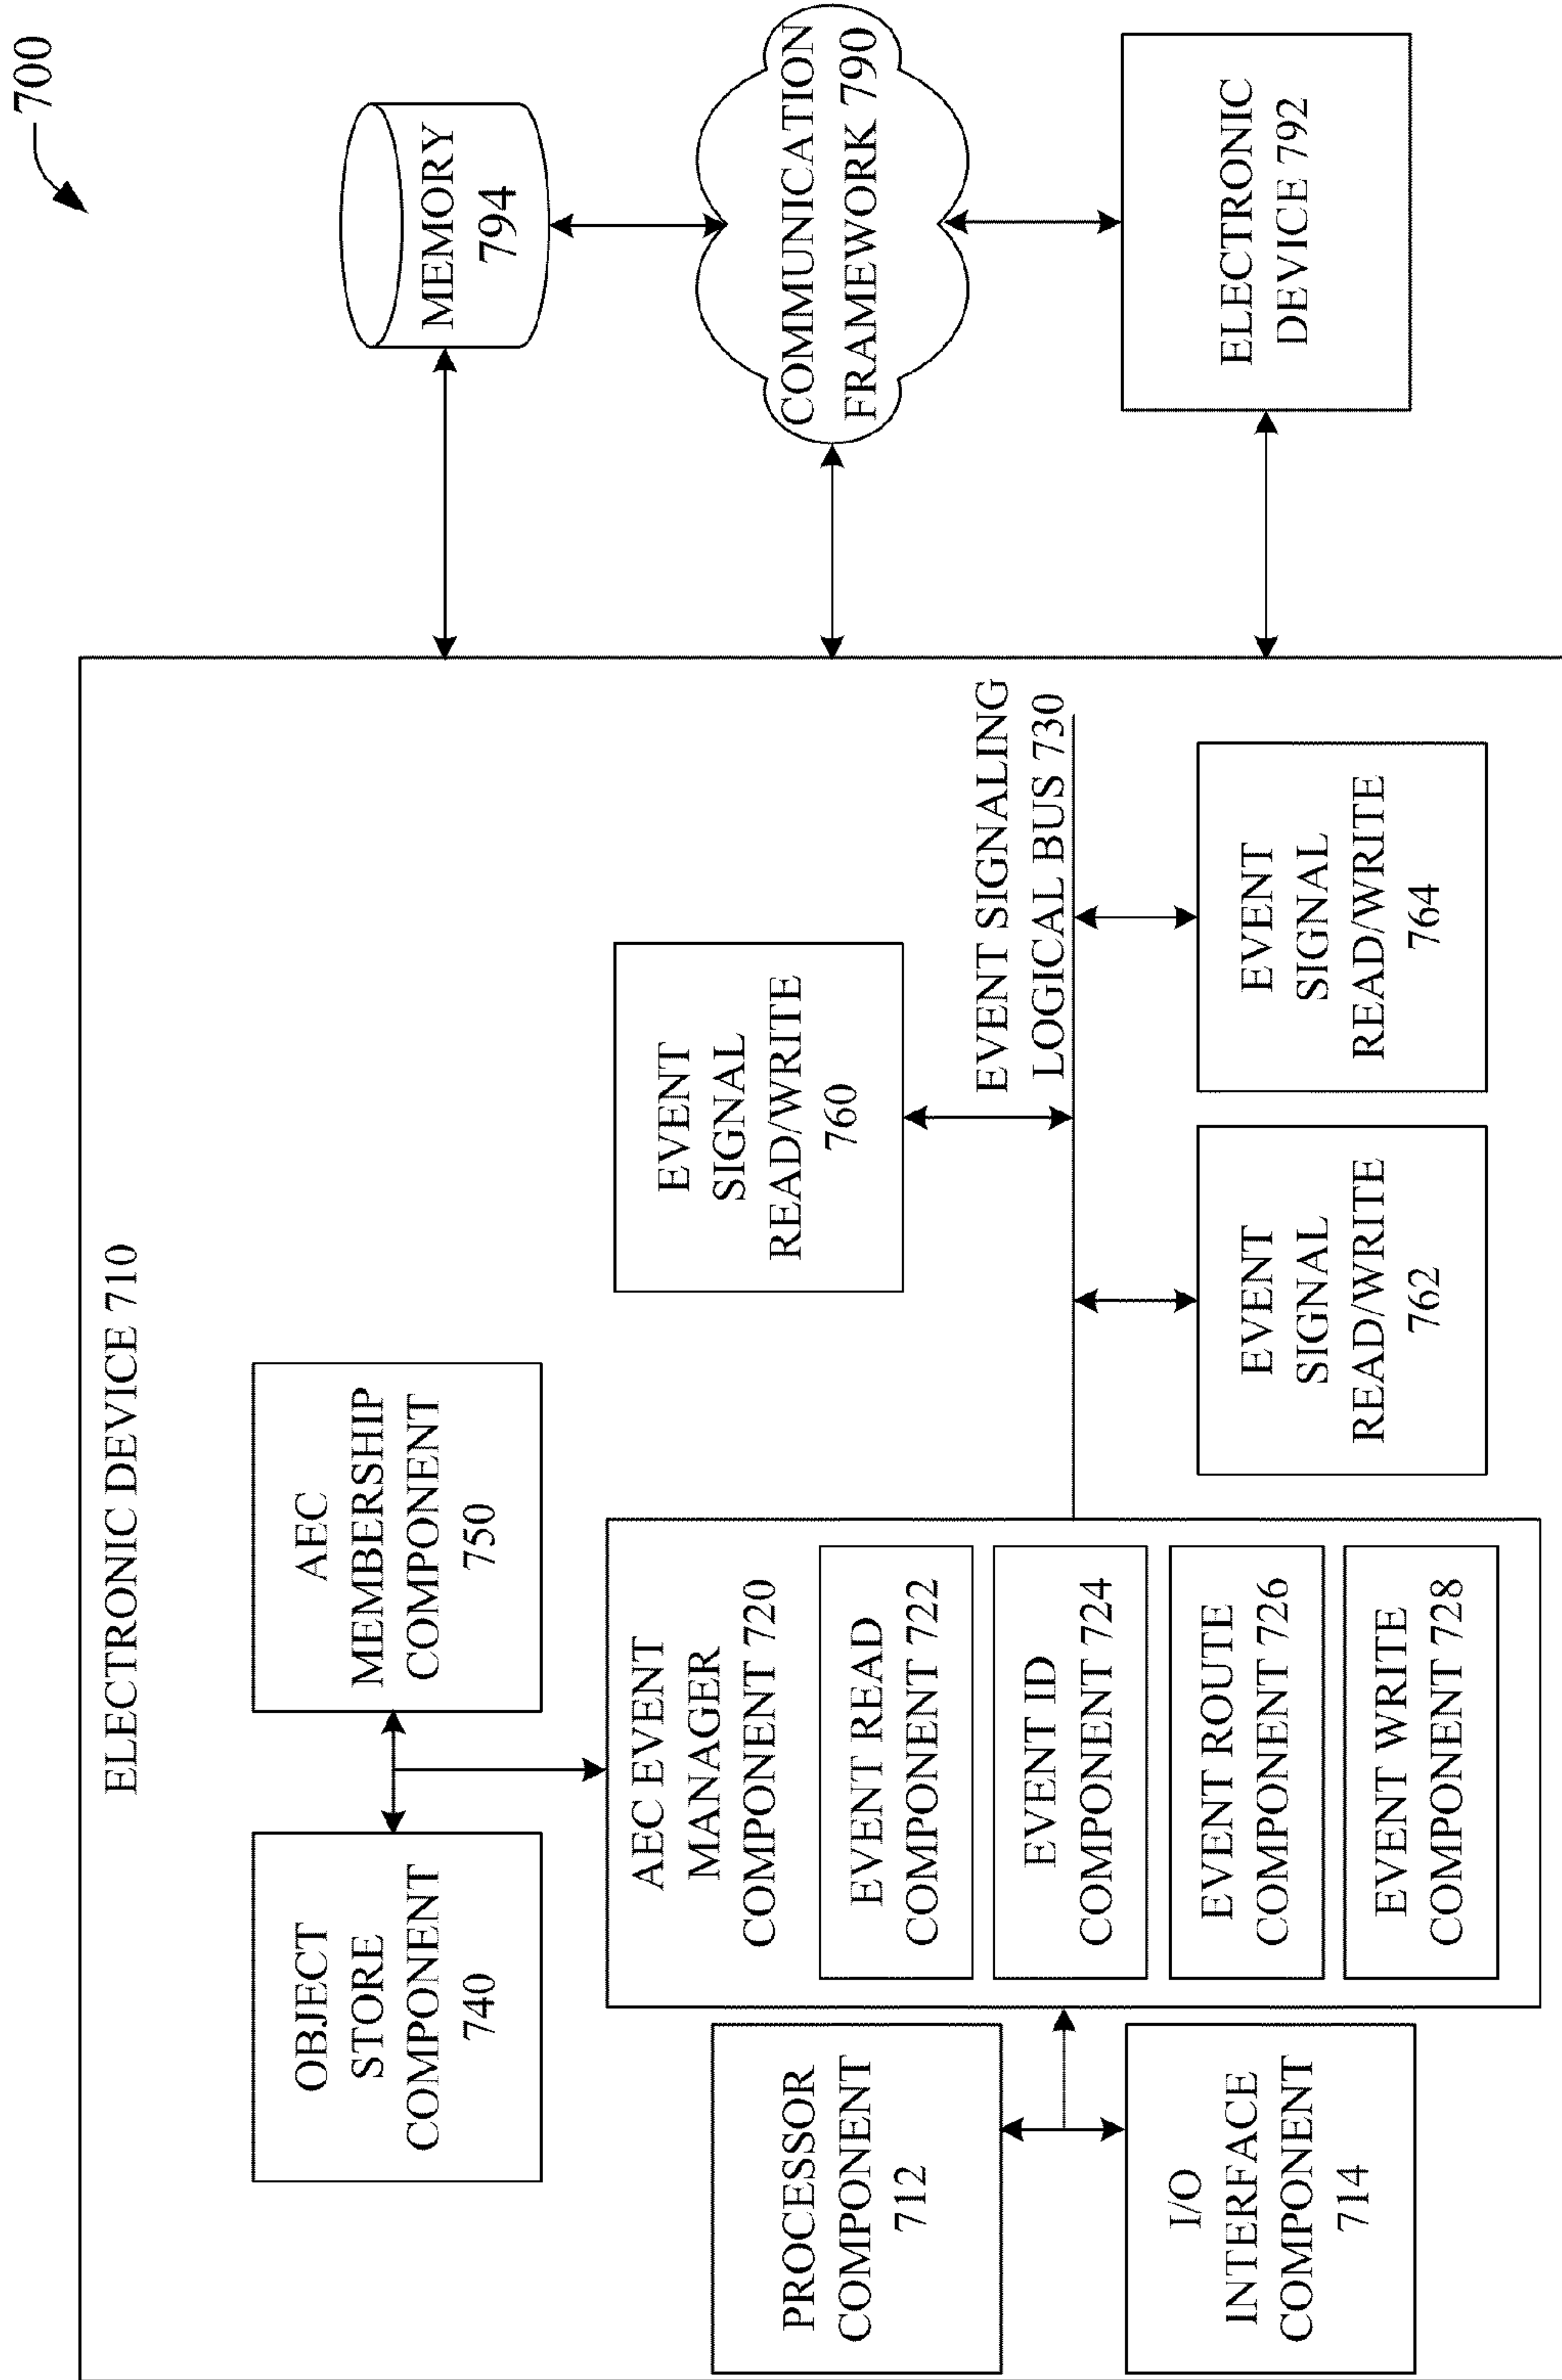 700
ELECTRONIC DEVICE 710
OBJECT
STORE
COMPONENT
740
AEC
MEMBERSHIP
COMPONENT
750
MEMORY
794
PROCESSOR
COMPONENT
712
I/O
INTERFACE
COMPONENT
714
AEC EVENT
MANAGER
COMPONENT 720
EVENT READ
COMPONENT 722
EVENT ID
COMPONENT 724
EVENT ROUTE
COMPONENT 726
EVENT WRITE
COMPONENT 728
EVENT
SIGNAL
READ/WRITE
760
EVENT SIGNALING
LOGICAL BUS 730
EVENT
SIGNAL
READ/WRITE
762
EVENT
SIGNAL
READ/WRITE
764
COMMUNICATION
FRAMEWORK 790
ELECTRONIC
DEVICE 792